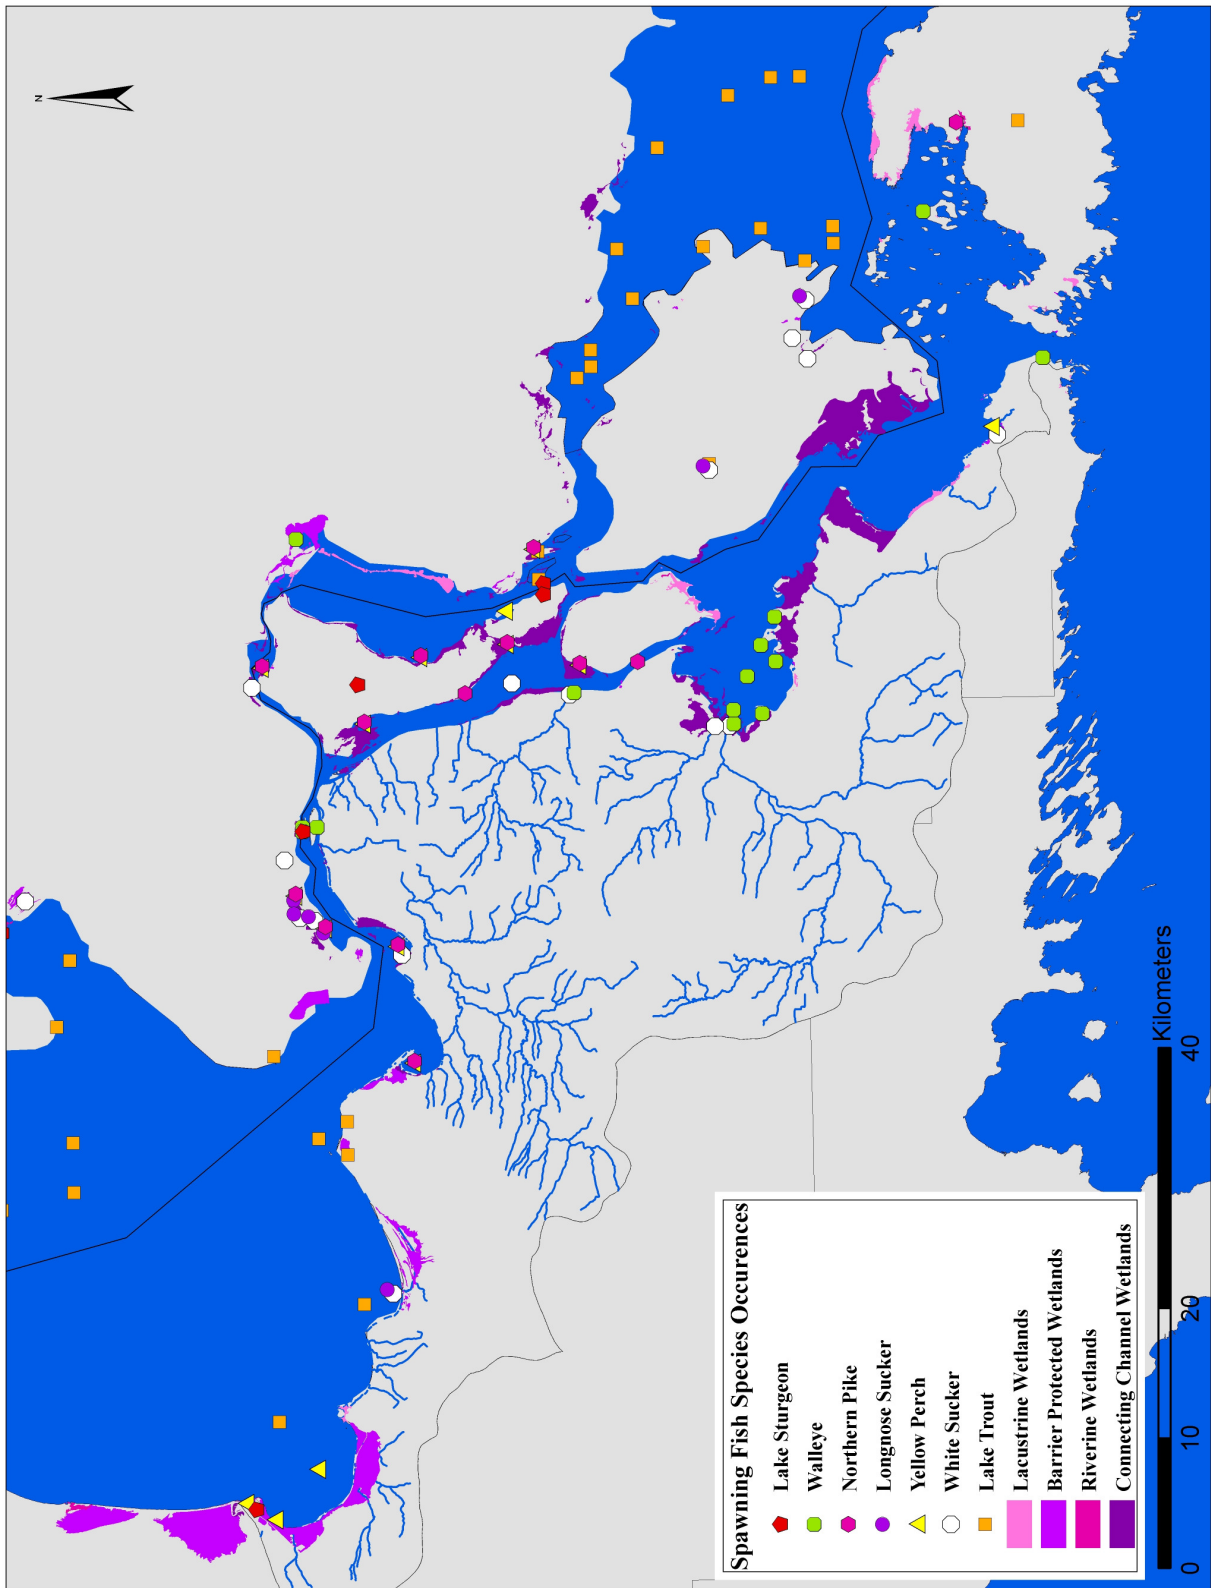 N
Spawning Fish Species Occurences
Lake Sturgeon
Walleye
Northern Pike
Longnose Sucker
Yellow Perch
White Sucker
Lake Trout
Lacustrine Wetlands
Barrier Protected Wetlands
Riverine Wetlands
Connecting Channel Wetlands
Kilometers
0 10 20 40